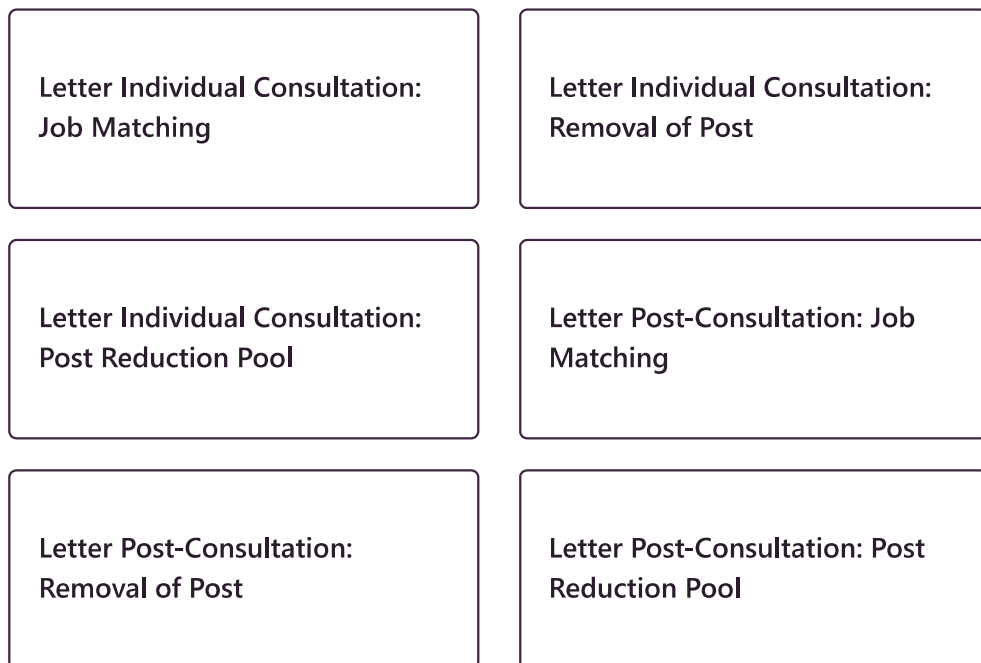 Letter Individual Consultation:
Job Matching
Letter Individual Consultation:
Removal of Post
Letter Individual Consultation:
Post Reduction Pool
Letter Post-Consultation: Job
Matching
Letter Post-Consultation:
Removal of Post
Letter Post-Consultation: Post
Reduction Pool